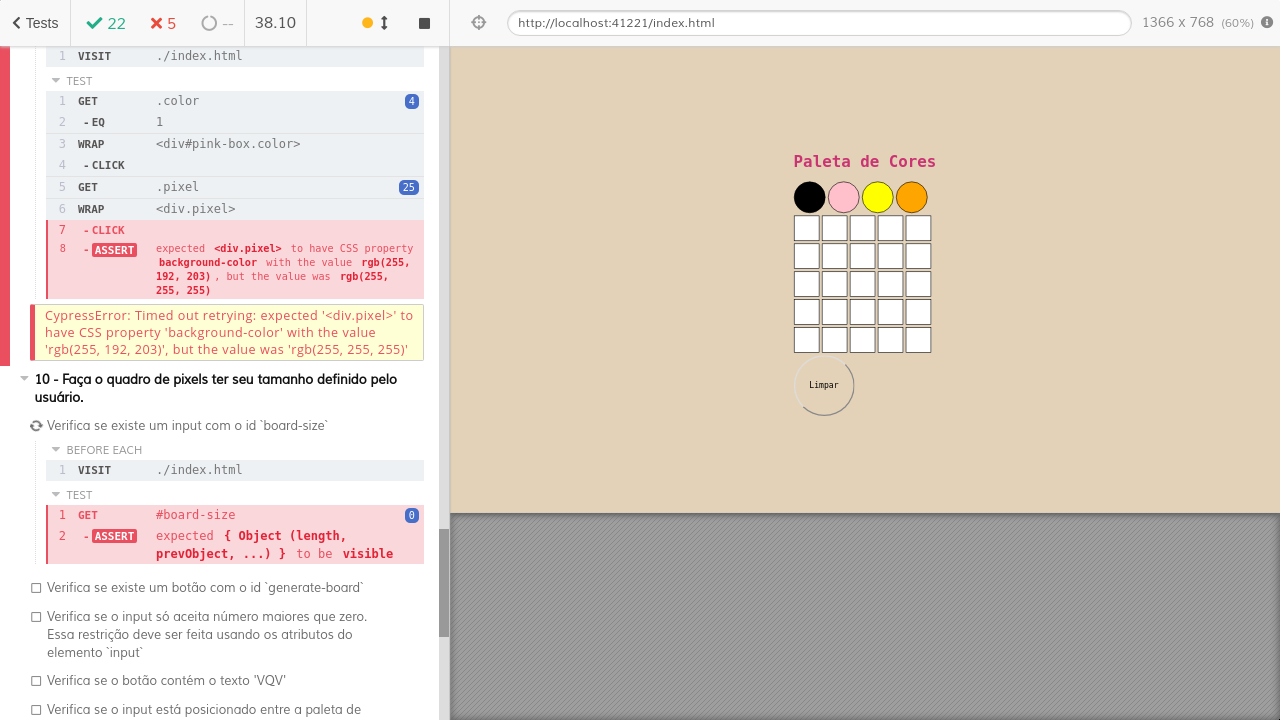 Tests 22 5 -- 38.10 http://localhost:41221/index.html 1366 x 768 (60%)
1 VISIT ./index.html
TEST
1 GET .color 4
2 - EQ 1
3 WRAP <div#pink-box.color>
4 - CLICK
5 GET .pixel 25
6 WRAP <div.pixel>
7 - CLICK
8 - ASSERT expected <div.pixel> to have CSS property
background-color with the value rgb(255,
192, 203) , but the value was rgb(255,
255, 255)
CypressError: Timed out retrying: expected '<div.pixel>' to
have CSS property 'background-color' with the value
'rgb(255, 192, 203)', but the value was 'rgb(255, 255, 255)'
10 - Faça o quadro de pixels ter seu tamanho definido pelo
usuário.
Verifica se existe um input com o id `board-size`
BEFORE EACH
1 VISIT ./index.html
TEST
1 GET #board-size 0
2 - ASSERT expected { Object (length,
prevObject, ...) } to be visible
Verifica se existe um botão com o id `generate-board`
Verifica se o input só aceita número maiores que zero.
Essa restrição deve ser feita usando os atributos do
elemento `input`
Verifica se o botão contém o texto 'VQV'
Verifica se o input está posicionado entre a paleta de
Paleta de Cores
Limpar